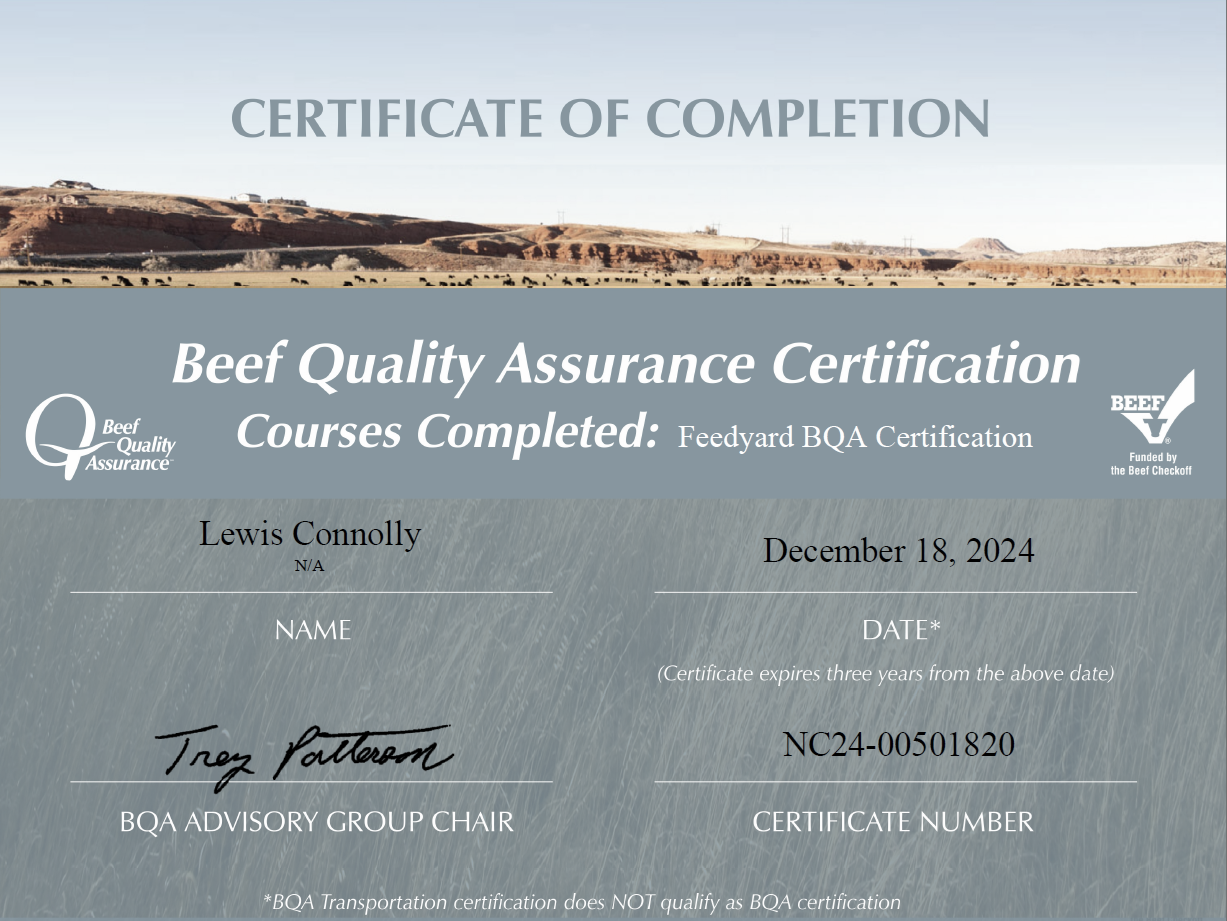 CERTIFICATE OF COMPLETION
Beef Quality Assurance Certification
Courses Completed: Feedyard BQA Certification
Beef
Quality
Assurance™
BEEF
®
Funded by
the Beef Checkoff
Lewis Connolly
N/A
NAME
December 18, 2024
DATE*
(Certificate expires three years from the above date)
Trey Patterson
BQA ADVISORY GROUP CHAIR
NC24-00501820
CERTIFICATE NUMBER
*BQA Transportation certification does NOT qualify as BQA certification